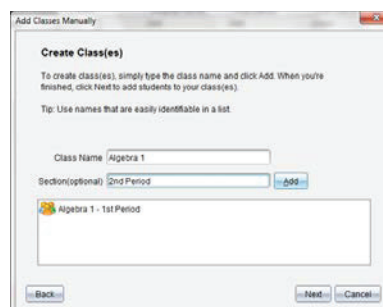 Add Classes Manually
Create Class(es)
To create class(es), simply type the class name and click Add. When you're
finished, click Next to add students to your class(es).
Tip: Use names that are easily identifiable in a list.
Class Name Algebra 1
Section(optional) 2nd Period Add
Algebra 1 - 1st Period
Back Next Cancel